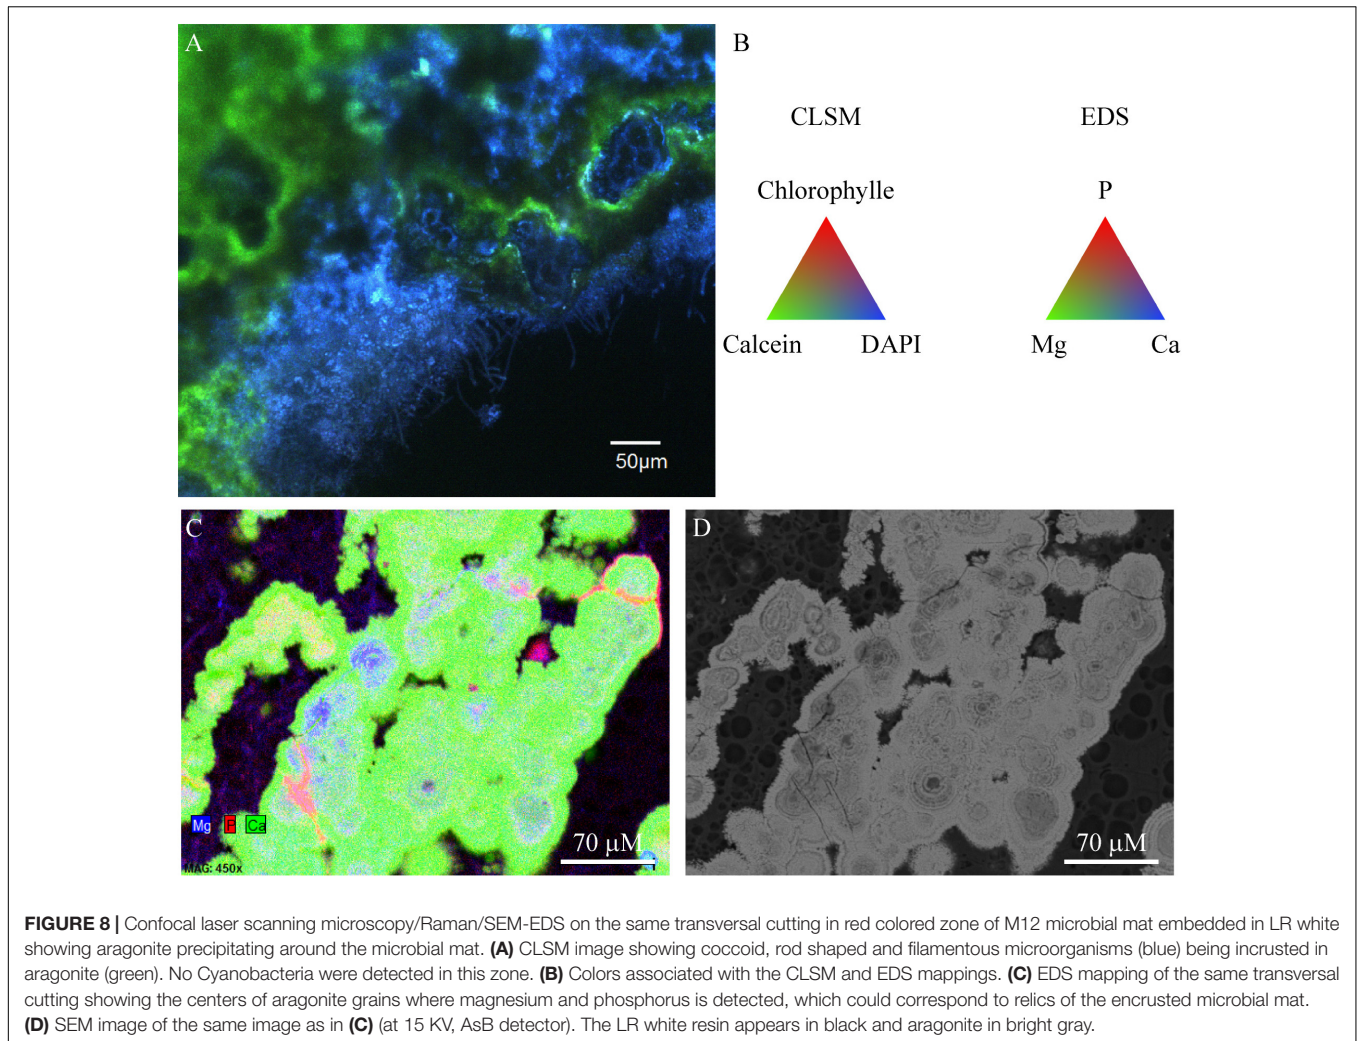 A
B
CLSM
EDS
Chlorophylle
P
Calcein
DAPI
Mg
Ca
50µm
C
D
Mg P Ca
MAG: 450x
70 µM
70 µM
FIGURE 8 | Confocal laser scanning microscopy/Raman/SEM-EDS on the same transversal cutting in red colored zone of M12 microbial mat embedded in LR white
showing aragonite precipitating around the microbial mat. (A) CLSM image showing coccoid, rod shaped and filamentous microorganisms (blue) being incrusted in
aragonite (green). No Cyanobacteria were detected in this zone. (B) Colors associated with the CLSM and EDS mappings. (C) EDS mapping of the same transversal
cutting showing the centers of aragonite grains where magnesium and phosphorus is detected, which could correspond to relics of the encrusted microbial mat.
(D) SEM image of the same image as in (C) (at 15 KV, AsB detector). The LR white resin appears in black and aragonite in bright gray.